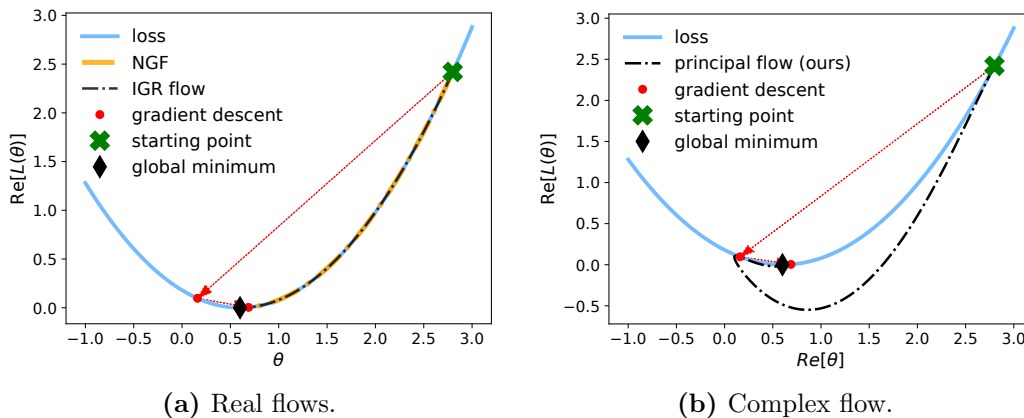 3.0
2.5
2.0
1.5
1.0
0.5
0.0
Re[L(θ)]
loss
NGF
IGR flow
gradient descent
starting point
global minimum
−1.0 −0.5 0.0 0.5 1.0 1.5 2.0 2.5 3.0
θ
(a) Real flows.
3.0
2.5
2.0
1.5
1.0
0.5
0.0
−0.5
Re[L(θ)]
loss
principal flow (ours)
gradient descent
starting point
global minimum
−1.0 −0.5 0.0 0.5 1.0 1.5 2.0 2.5 3.0
Re[θ]
(b) Complex flow.